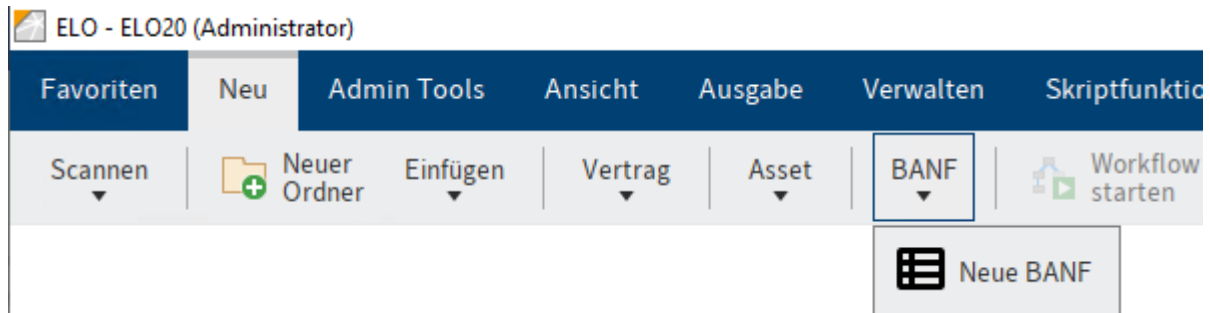 ELO - ELO20 (Administrator)
Favoriten Neu Admin Tools Ansicht Ausgabe Verwalten Skriptfunktio
Scannen Neuer Ordner Einfügen Vertrag Asset BANF Workflow starten
Neue BANF